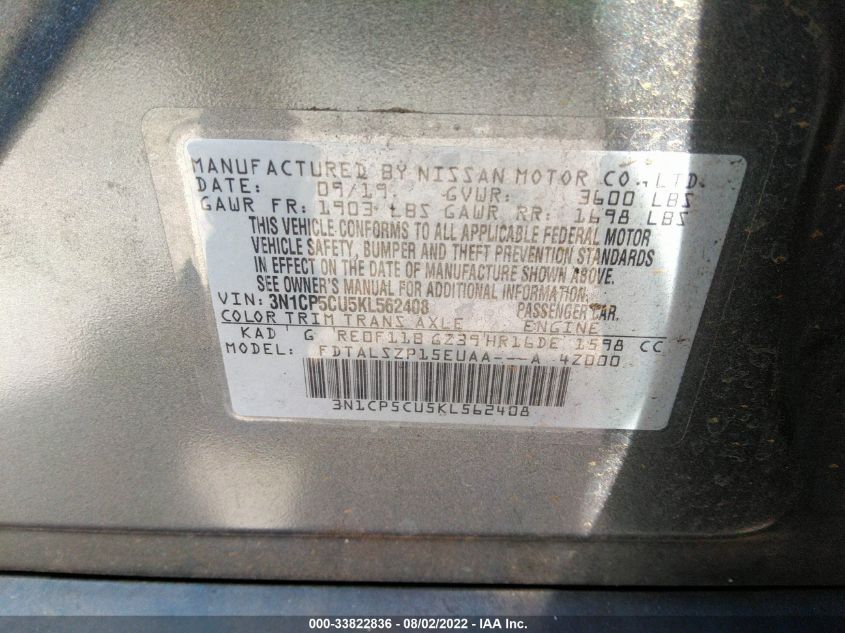 MANUFACTURED BY NISSAN MOTOR CO., LTD.
DATE: 09/19. GVWR: 3600 LBS
GAWR FR: 1903 LBS GAWR RR: 1698 LBS
THIS VEHICLE CONFORMS TO ALL APPLICABLE FEDERAL MOTOR
VEHICLE SAFETY, BUMPER AND THEFT PREVENTION STANDARDS
IN EFFECT ON THE DATE OF MANUFACTURE SHOWN ABOVE.
SEE OWNER'S MANUAL FOR ADDITIONAL INFORMATION.
VIN: 3N1CP5CU5KL562408 PASSENGER CAR.
COLOR TRIM TRANS AXLE ENGINE
KAD G RE0F11B GZ39 HR16DE 1598 CC
MODEL: FDTALSZP15EUAA---A 4Z000
3N1CP5CU5KL562408
000-33822836 - 08/02/2022 - IAA Inc.